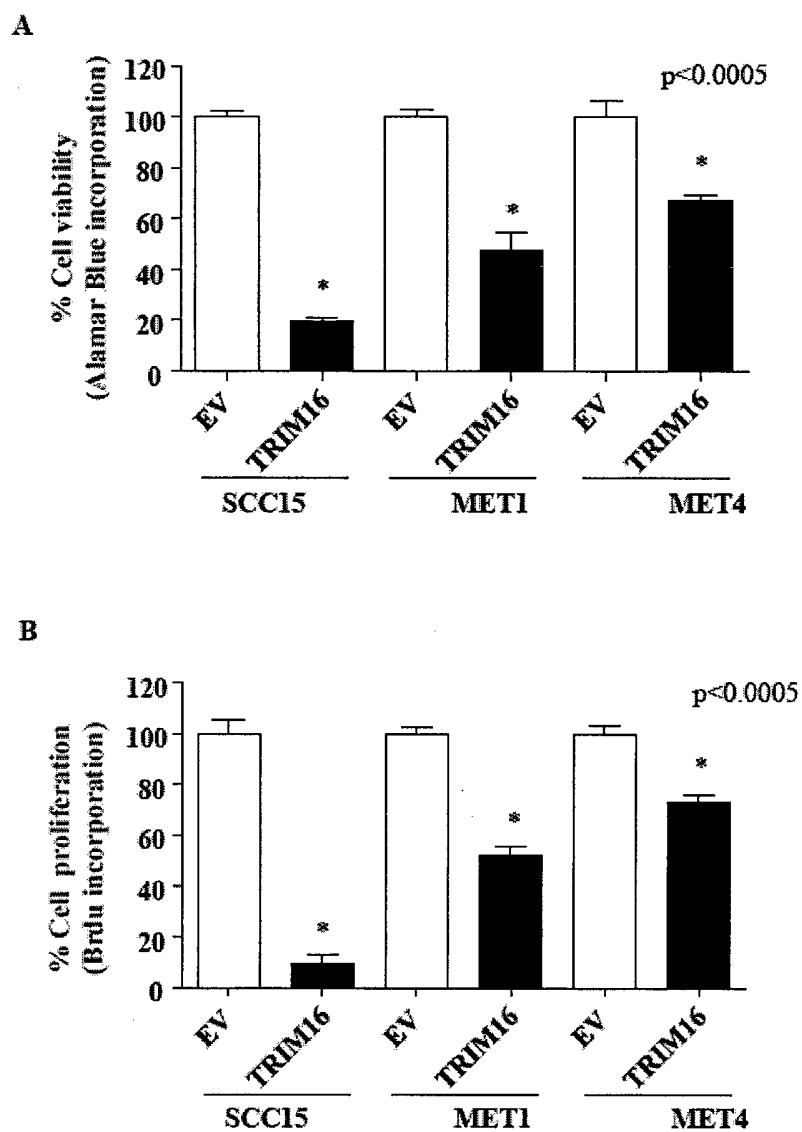 A
% Cell viability
(Alamar Blue incorporation)
120
100
80
60
40
20
0
p<0.0005
*
*
*
EV
TRIM16
EV
TRIM16
EV
TRIM16
SCC15
MET1
MET4
B
% Cell proliferation
(Brdu incorporation)
120
100
80
60
40
20
0
p<0.0005
*
*
*
EV
TRIM16
EV
TRIM16
EV
TRIM16
SCC15
MET1
MET4